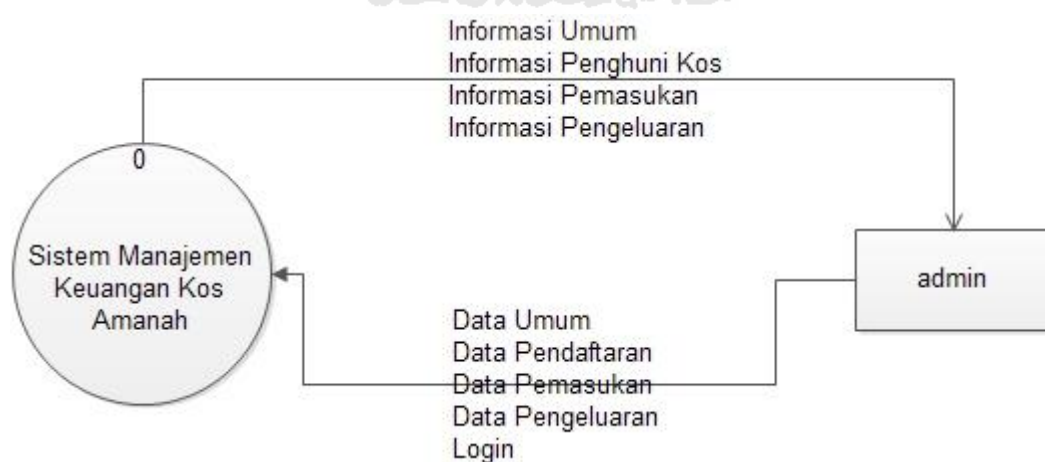 Informasi Umum
Informasi Penghuni Kos
Informasi Pemasukan
Informasi Pengeluaran
0
Sistem Manajemen
Keuangan Kos
Amanah
admin
Data Umum
Data Pendaftaran
Data Pemasukan
Data Pengeluaran
Login